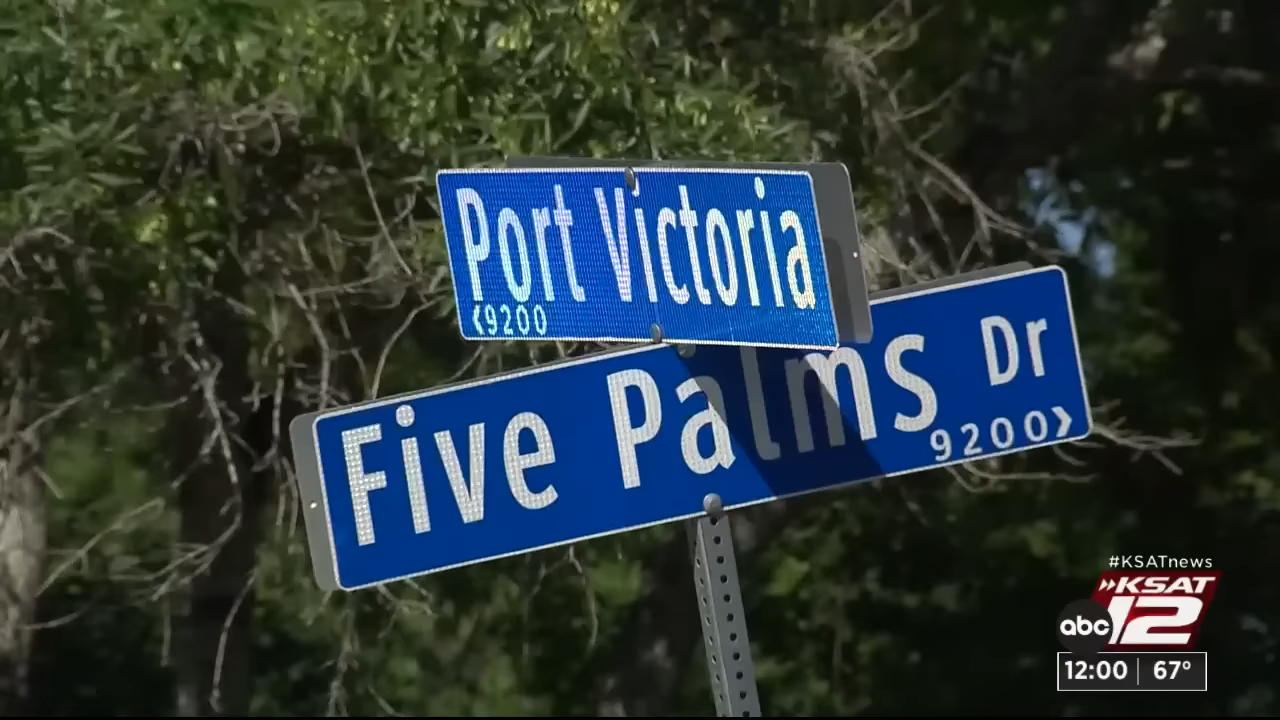 Port Victoria
<9200
Five Palms Dr
9200>
#KSATnews
KSAT
abc 12
12:00 67°